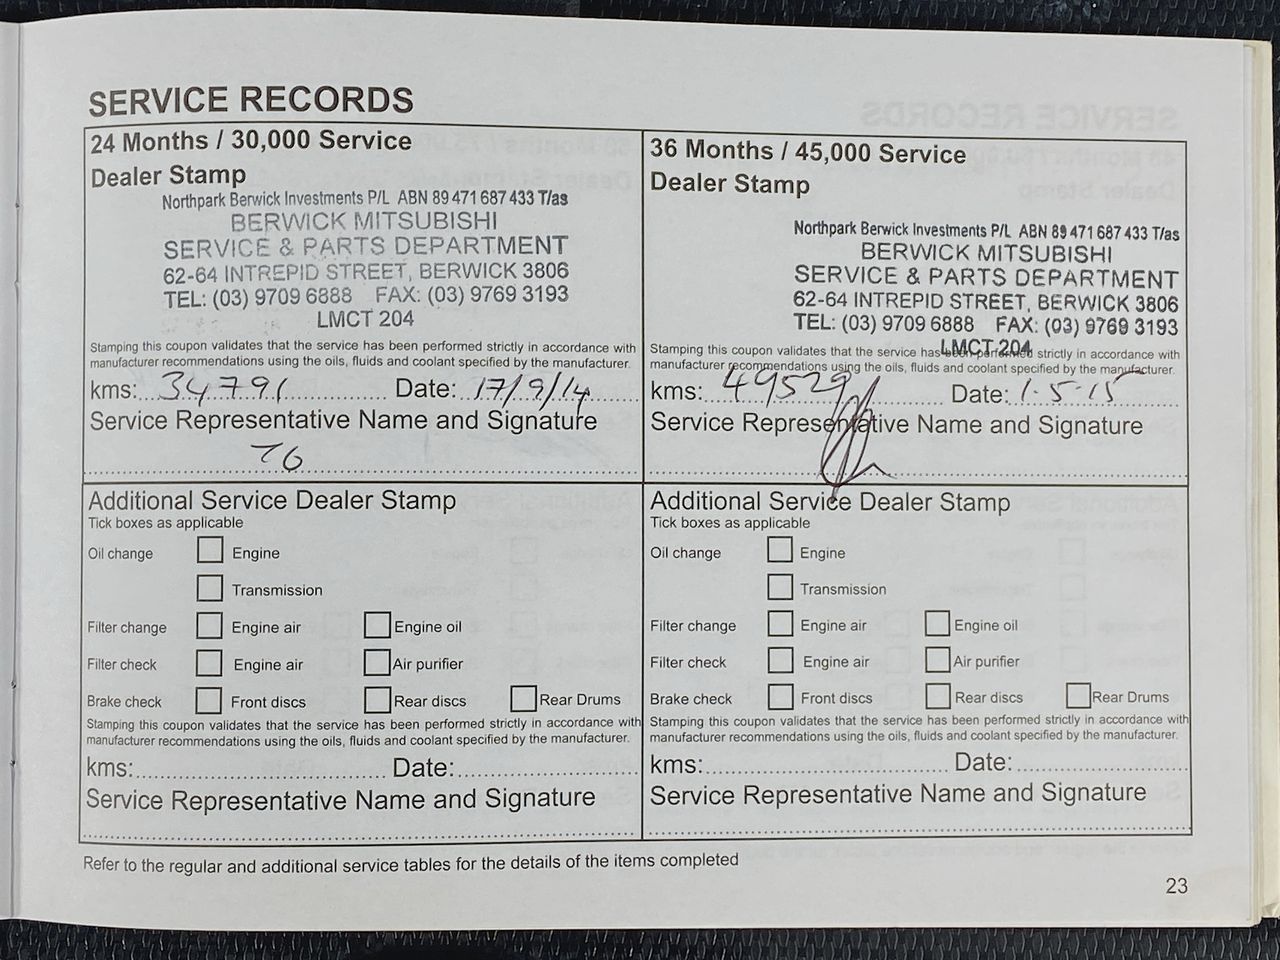 SERVICE RECORDS
24 Months / 30,000 Service
Dealer Stamp
Northpark Berwick Investments P/L ABN 89 471 687 433 T/as
BERWICK MITSUBISHI
SERVICE & PARTS DEPARTMENT
62-64 INTREPID STREET, BERWICK 3806
TEL: (03) 9709 6888 FAX: (03) 9769 3193
LMCT 204
Stamping this coupon validates that the service has been performed strictly in accordance with
manufacturer recommendations using the oils, fluids and coolant specified by the manufacturer.
kms: 34791 Date: 17/9/14
Service Representative Name and Signature
Additional Service Dealer Stamp
Tick boxes as applicable
Oil change Engine
Transmission
Filter change Engine air Engine oil
Filter check Engine air Air purifier
Brake check Front discs Rear discs Rear Drums
Stamping this coupon validates that the service has been performed strictly in accordance with
manufacturer recommendations using the oils, fluids and coolant specified by the manufacturer.
kms: Date:
Service Representative Name and Signature
36 Months / 45,000 Service
Dealer Stamp
Northpark Berwick Investments P/L ABN 89 471 687 433 T/as
BERWICK MITSUBISHI
SERVICE & PARTS DEPARTMENT
62-64 INTREPID STREET, BERWICK 3806
TEL: (03) 9709 6888 FAX: (03) 9769 3193
LMCT 204
Stamping this coupon validates that the service has been performed strictly in accordance with
manufacturer recommendations using the oils, fluids and coolant specified by the manufacturer.
kms: 49529 Date: 1.5.15
Service Representative Name and Signature
Additional Service Dealer Stamp
Tick boxes as applicable
Oil change Engine
Transmission
Filter change Engine air Engine oil
Filter check Engine air Air purifier
Brake check Front discs Rear discs Rear Drums
Stamping this coupon validates that the service has been performed strictly in accordance with
manufacturer recommendations using the oils, fluids and coolant specified by the manufacturer.
kms: Date:
Service Representative Name and Signature
Refer to the regular and additional service tables for the details of the items completed
23